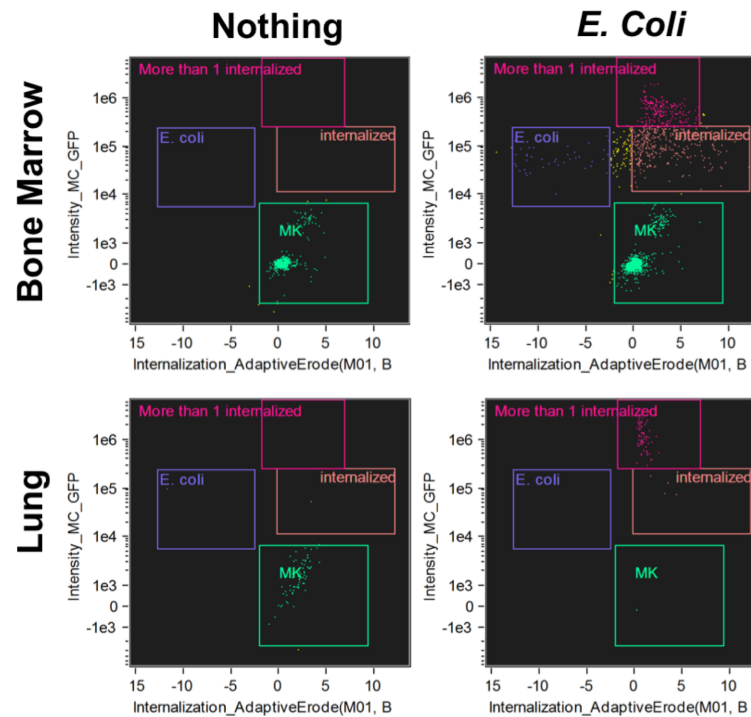 Nothing
E. Coli
Bone Marrow
Intensity_MC_GFP
1e6
1e5
1e4
1e3
0
-1e3
More than 1 internalized
E. coli
internalized
MK
15 -10 -5 0 5 10
Internalization_AdaptiveErode(M01, B
Intensity_MC_GFP
1e6
1e5
1e4
1e3
0
-1e3
More than 1 internalized
E. coli
internalized
MK
15 -10 -5 0 5 10
Internalization_AdaptiveErode(M01, B
Lung
Intensity_MC_GFP
1e6
1e5
1e4
1e3
0
-1e3
More than 1 internalized
E. coli
internalized
MK
15 -10 -5 0 5 10
Internalization_AdaptiveErode(M01, B
Intensity_MC_GFP
1e6
1e5
1e4
1e3
0
-1e3
More than 1 internalized
E. coli
internalized
MK
15 -10 -5 0 5 10
Internalization_AdaptiveErode(M01, B